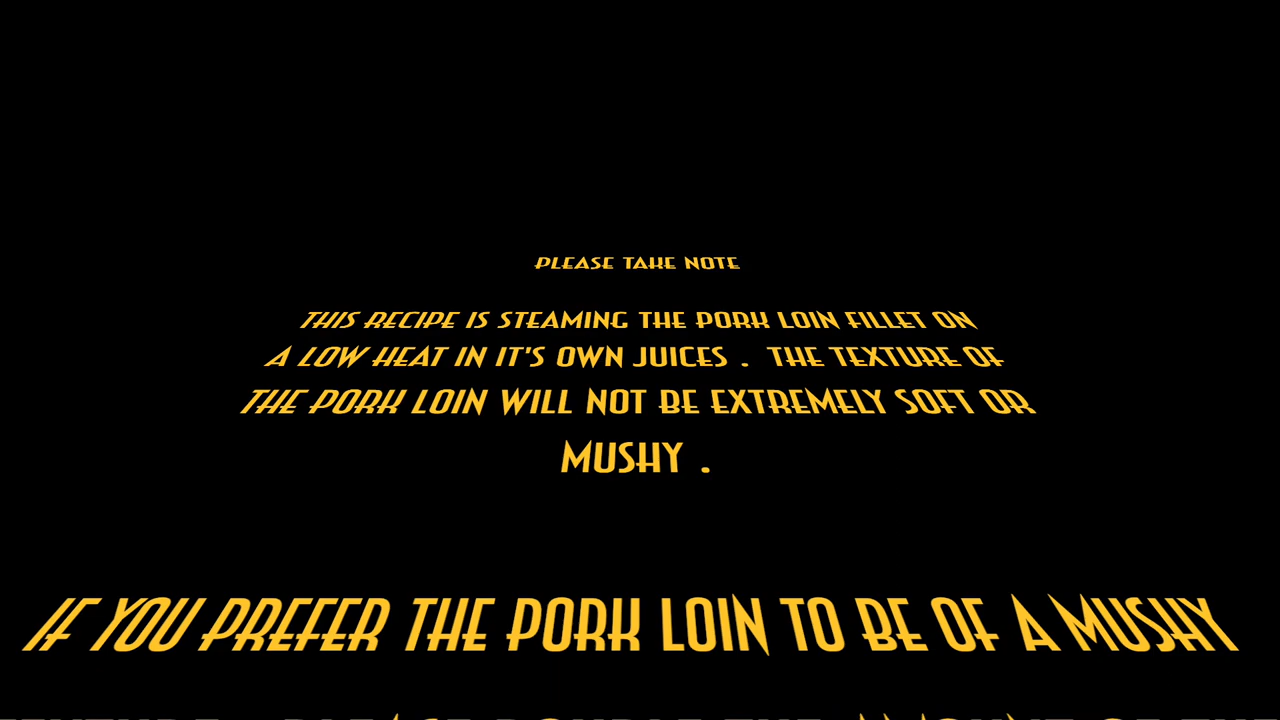 PLEASE TAKE NOTE
THIS RECIPE IS STEAMING THE PORK LOIN FILLET ON
A LOW HEAT IN IT'S OWN JUICES . THE TEXTURE OF
THE PORK LOIN WILL NOT BE EXTREMELY SOFT OR
MUSHY .
IF YOU PREFER THE PORK LOIN TO BE OF A MUSHY